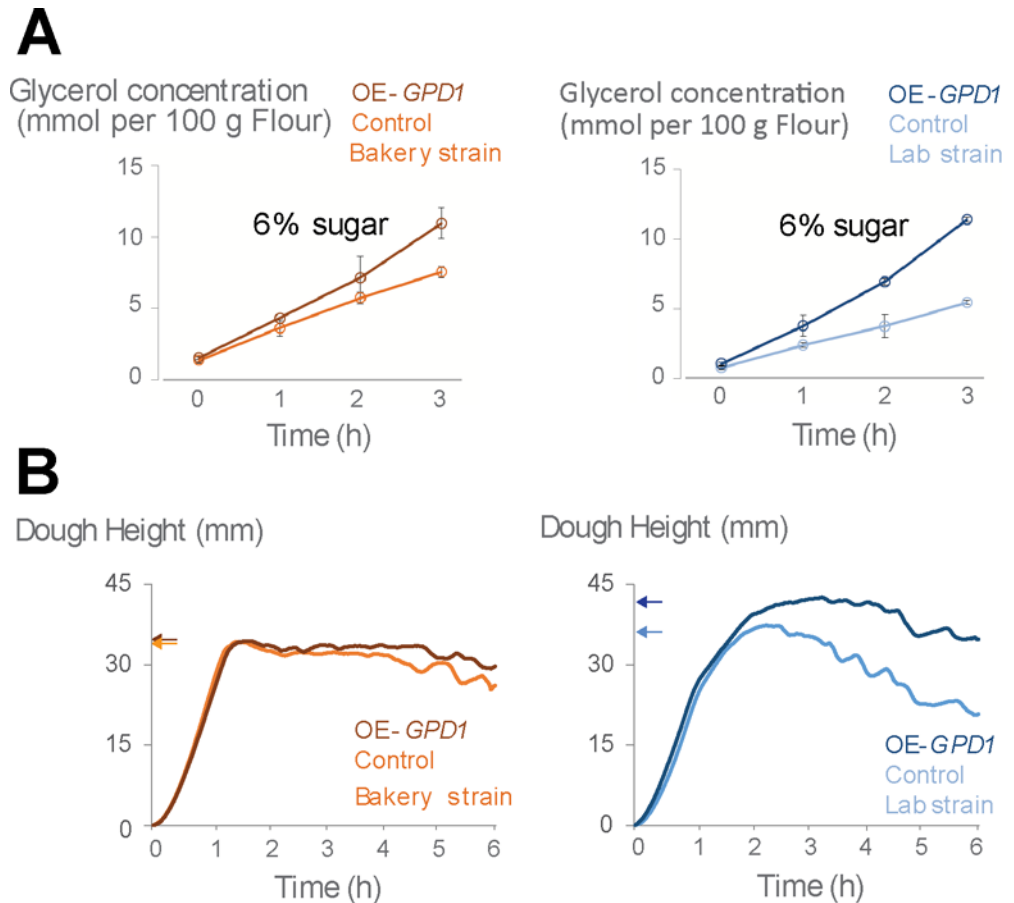 A
Glycerol concentration
(mmol per 100 g Flour)
OE-GPD1
Control
Bakery strain
15
10
5
0
6% sugar
0 1 2 3
Time (h)
Glycerol concentration
(mmol per 100 g Flour)
OE-GPD1
Control
Lab strain
15
10
5
0
6% sugar
0 1 2 3
Time (h)
B
Dough Height (mm)
45
30
15
0
OE-GPD1
Control
Bakery strain
0 1 2 3 4 5 6
Time (h)
Dough Height (mm)
45
30
15
0
OE-GPD1
Control
Lab strain
0 1 2 3 4 5 6
Time (h)